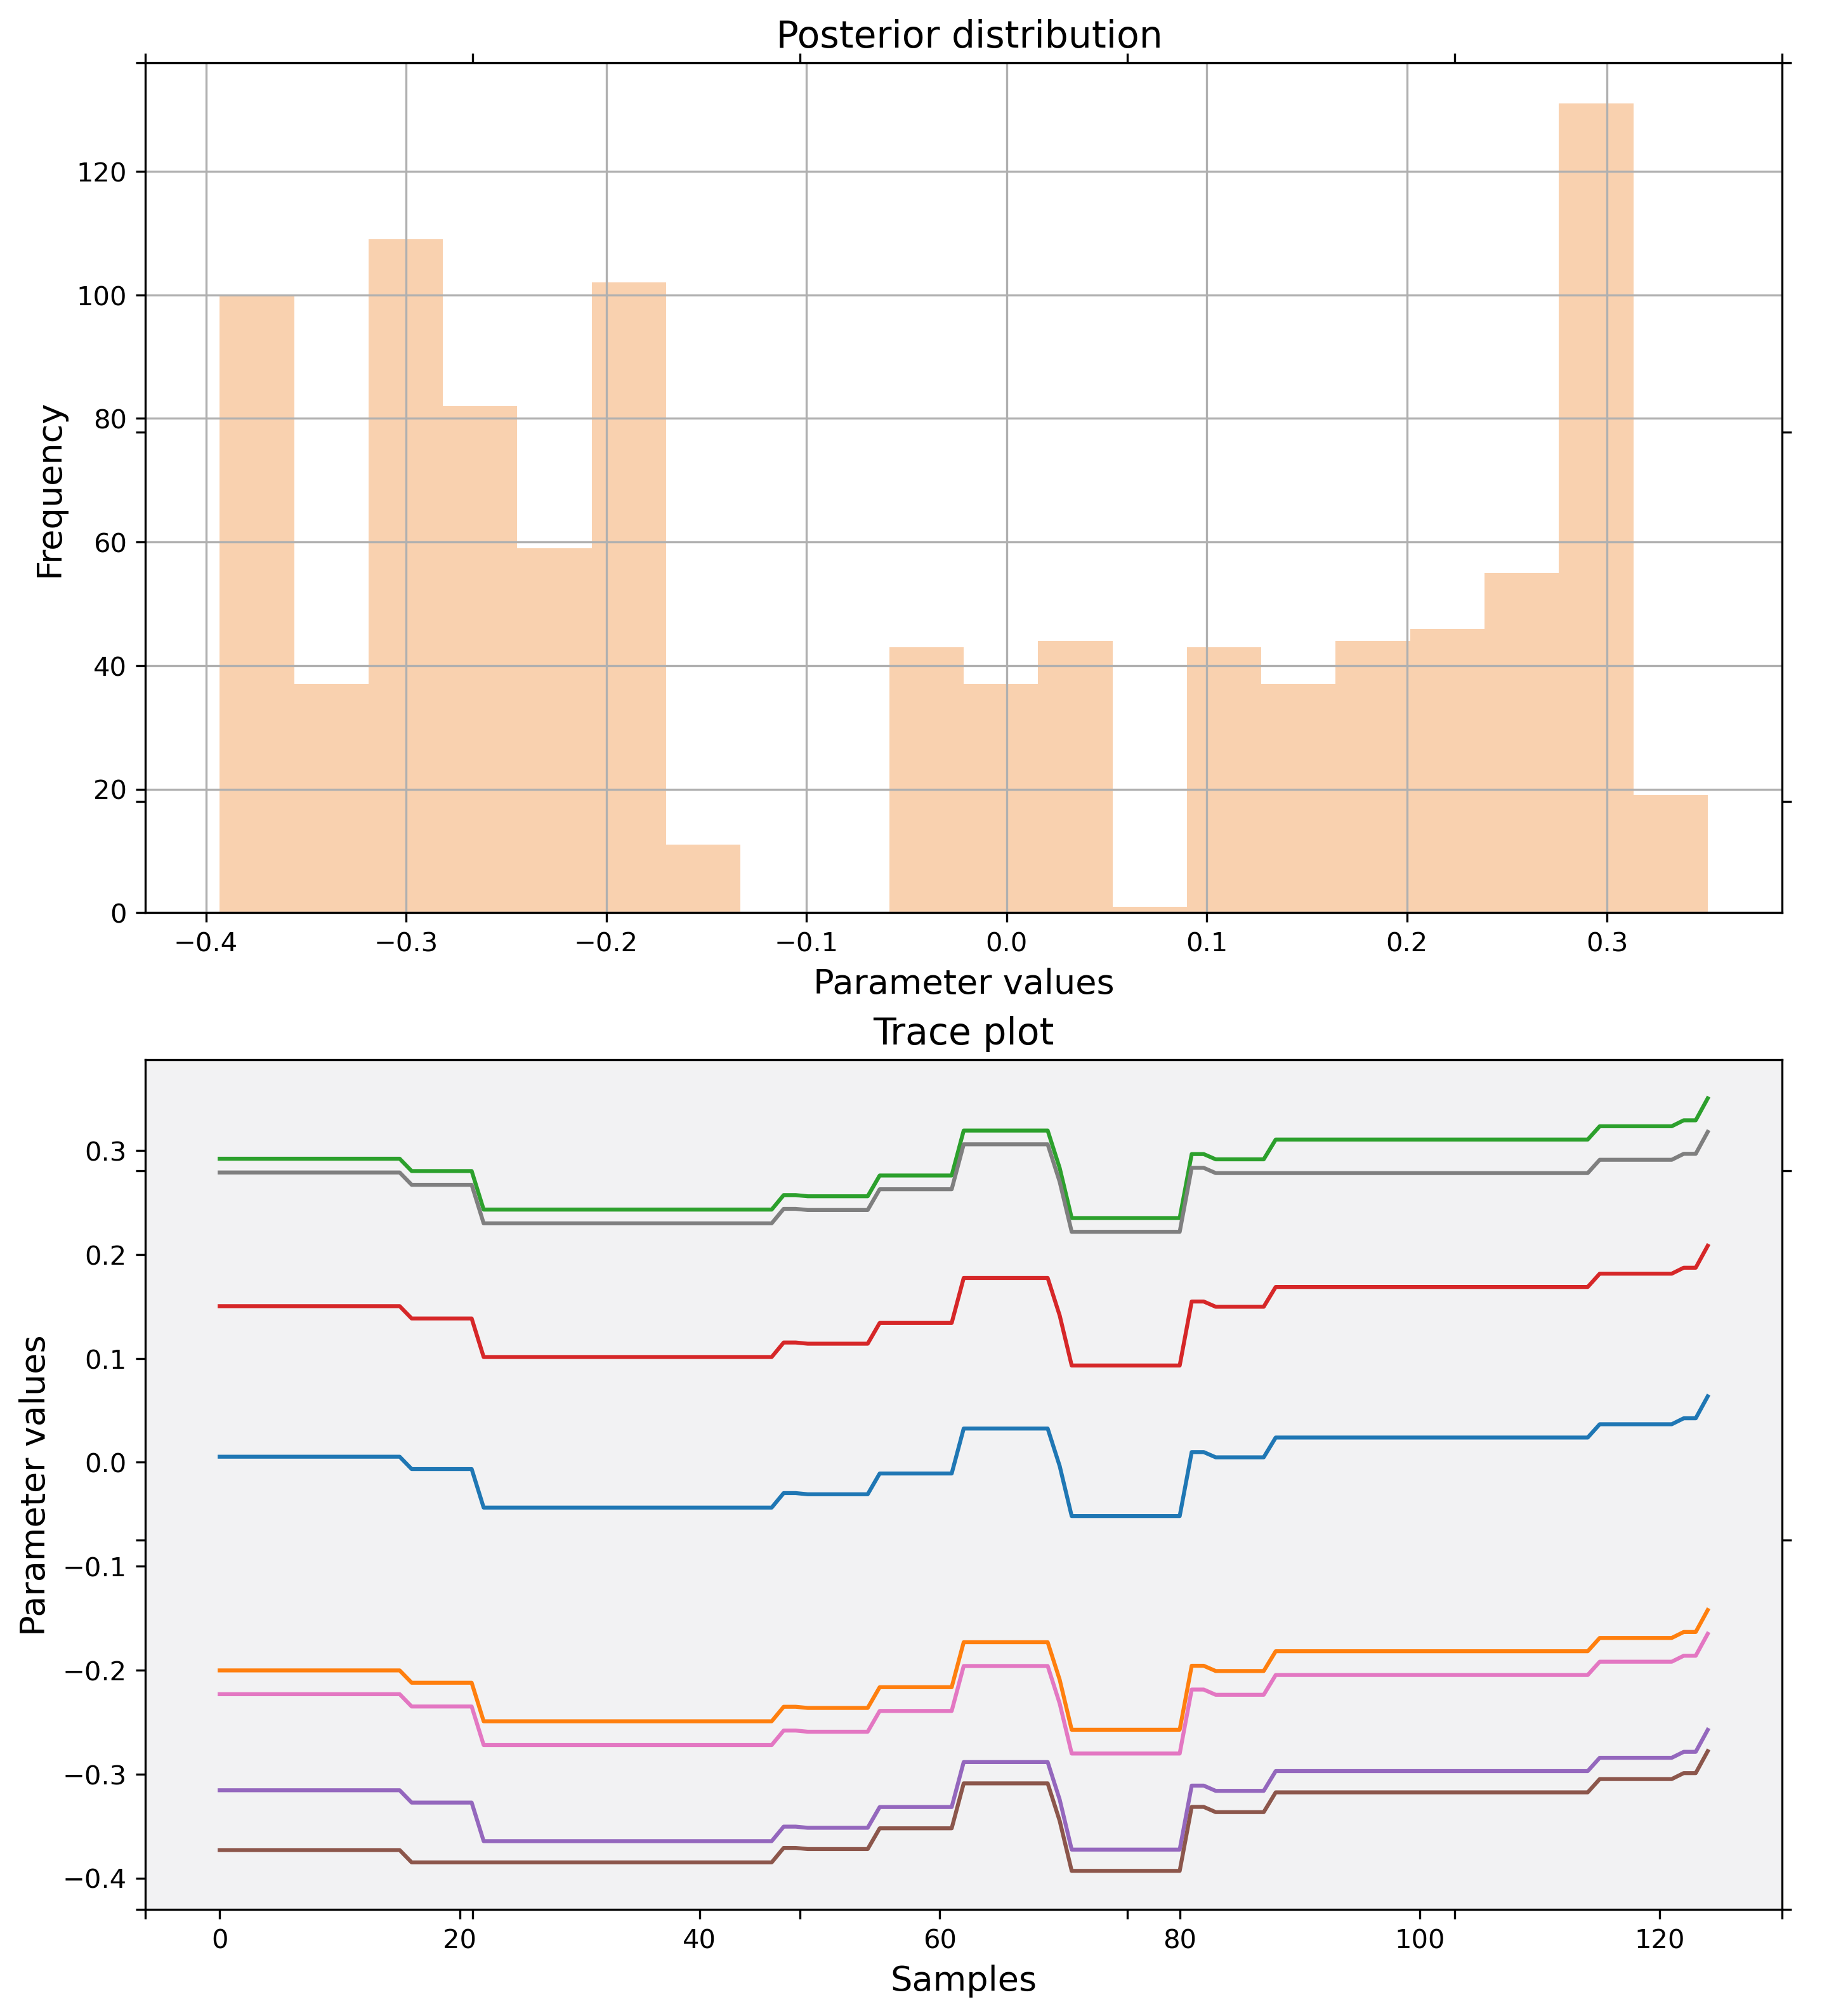 Posterior distribution
120
100
80
60
40
20
0
Frequency
−0.4 −0.3 −0.2 −0.1 0.0 0.1 0.2 0.3
Parameter values
Trace plot
0.3
0.2
0.1
0.0
−0.1
−0.2
−0.3
−0.4
Parameter values
0 20 40 60 80 100 120
Samples